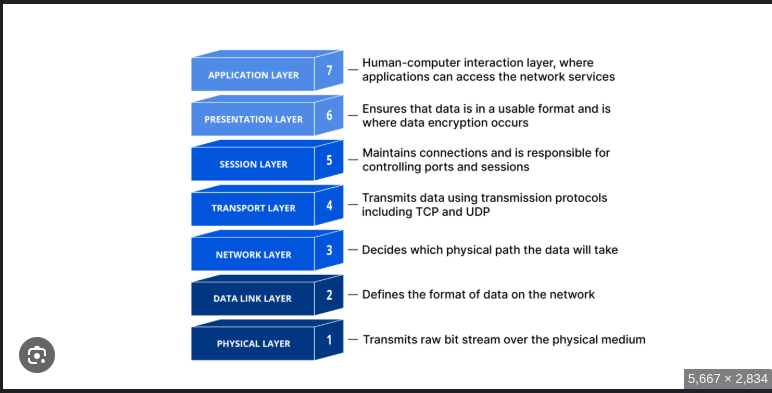 APPLICATION LAYER 7
Human-computer interaction layer, where
applications can access the network services
PRESENTATION LAYER 6
Ensures that data is in a usable format and is
where data encryption occurs
SESSION LAYER 5
Maintains connections and is responsible for
controlling ports and sessions
TRANSPORT LAYER 4
Transmits data using transmission protocols
including TCP and UDP
NETWORK LAYER 3
Decides which physical path the data will take
DATA LINK LAYER 2
Defines the format of data on the network
PHYSICAL LAYER 1
Transmits raw bit stream over the physical medium
5,667 × 2,834